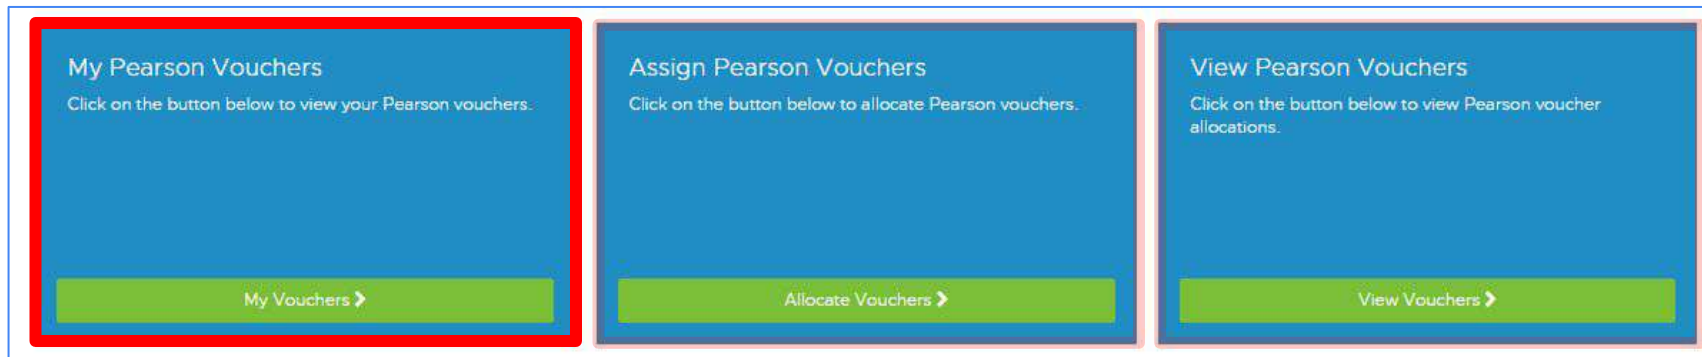 My Pearson Vouchers
Click on the button below to view your Pearson vouchers.
My Vouchers
Assign Pearson Vouchers
Click on the button below to allocate Pearson vouchers.
Allocate Vouchers
View Pearson Vouchers
Click on the button below to view Pearson voucher
allocations.
View Vouchers